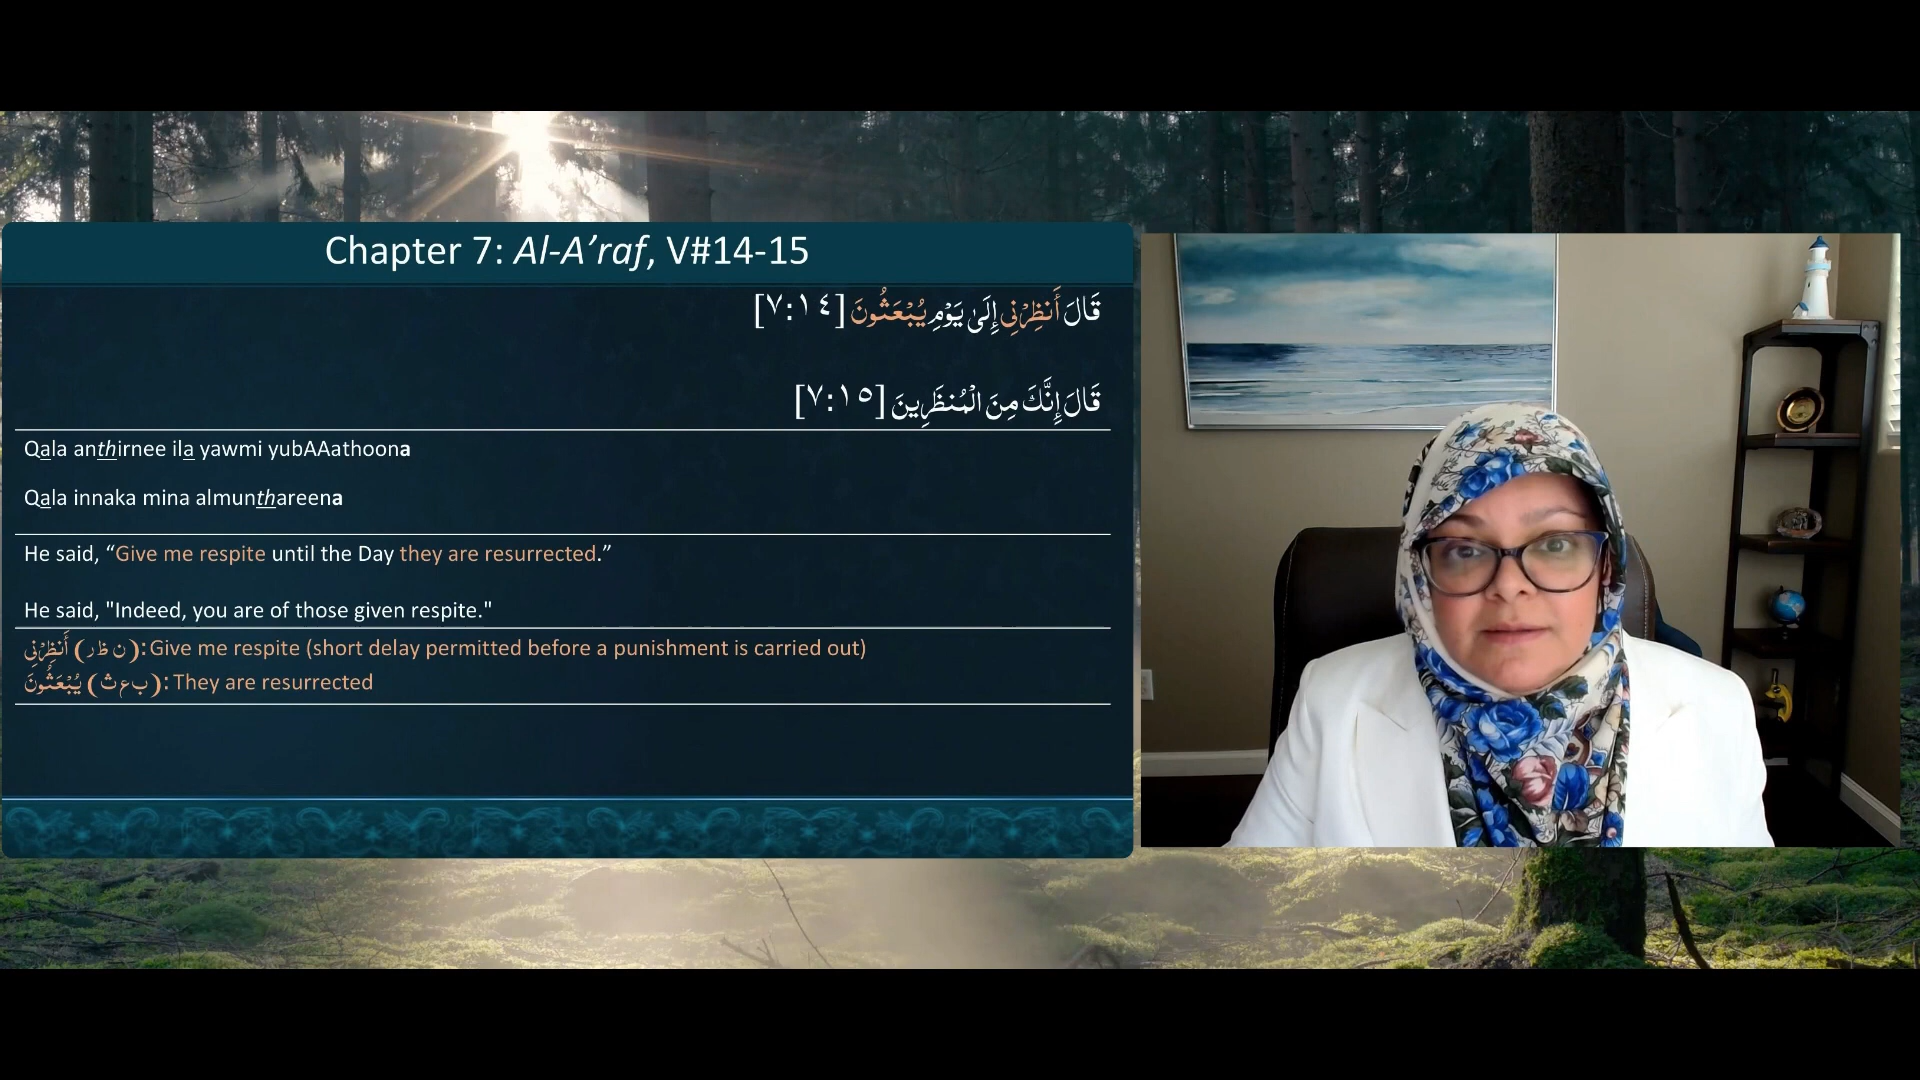 Chapter 7: Al-A’raf, V#14-15
قَالَ أَنظِرْنِي إِلَىٰ يَوْمِ يُبْعَثُونَ [٧:١٤]
قَالَ إِنَّكَ مِنَ الْمُنظَرِينَ [٧:١٥]
Qala anthirnee ila yawmi yubAAathoona
Qala innaka mina almunthareena
He said, “Give me respite until the Day they are resurrected.”
He said, "Indeed, you are of those given respite."
أَنظِرْنِي (ن ظ ر): Give me respite (short delay permitted before a punishment is carried out)
يُبْعَثُونَ (ب ع ث): They are resurrected